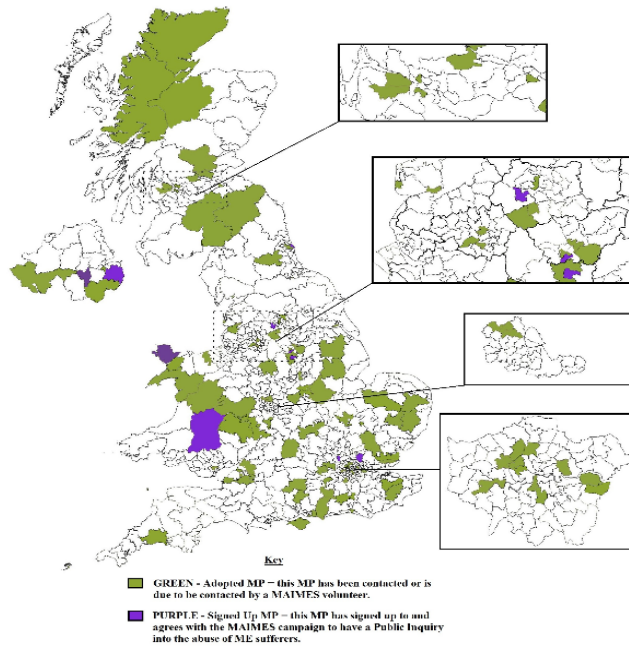 Key
GREEN - Adopted MP – this MP has been contacted or is
due to be contacted by a MAIMES volunteer.
PURPLE - Signed Up MP – this MP has signed up to and
agrees with the MAIMES campaign to have a Public Inquiry
into the abuse of ME sufferers.